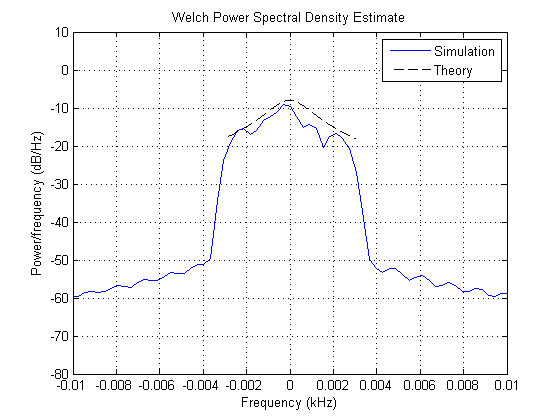 Welch Power Spectral Density Estimate
10
0
-10
-20
-30
-40
-50
-60
-70
-80
Power/frequency (dB/Hz)
Simulation
Theory
-0.01 -0.008 -0.006 -0.004 -0.002 0 0.002 0.004 0.006 0.008 0.01
Frequency (kHz)